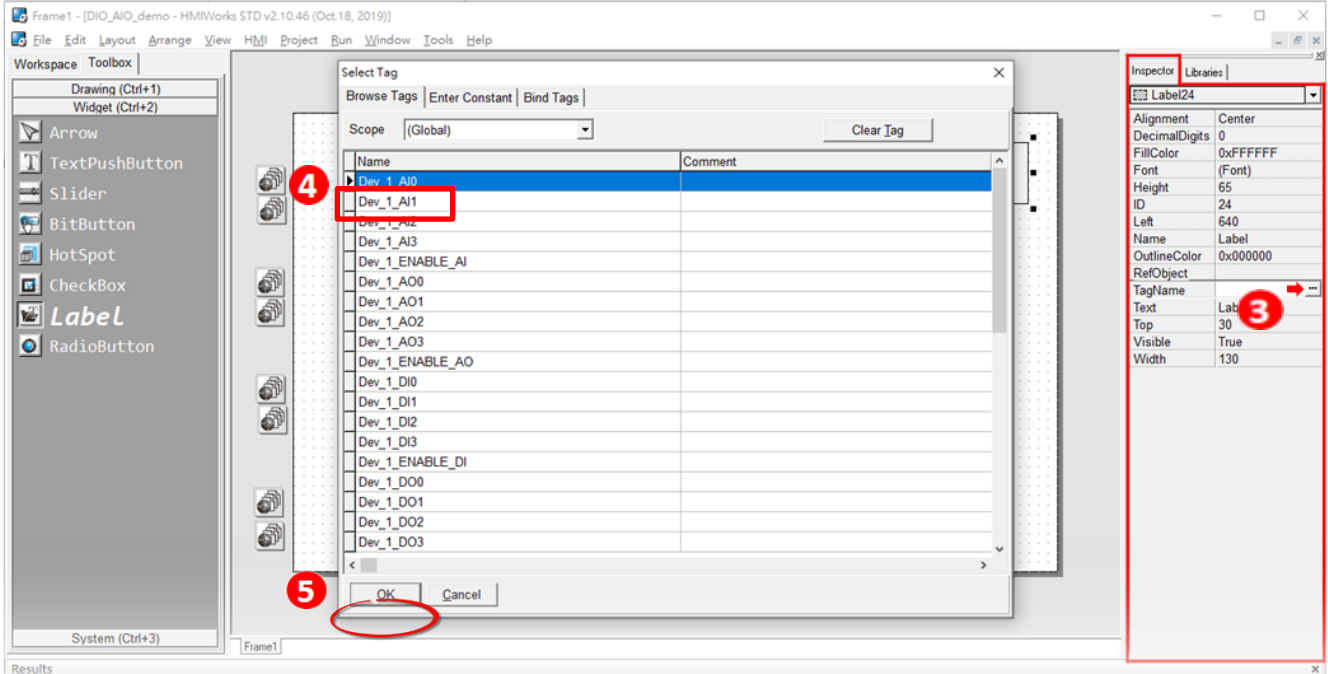 Frame1 - [DIO_AIO_demo - HMIWorks STD v2.10.46 (Oct.18, 2019)]
File Edit Layout Arrange View HMI Project Run Window Tools Help
Workspace Toolbox
Drawing (Ctrl+1)
Widget (Ctrl+2)
Arrow
TextPushButton
Slider
BitButton
HotSpot
CheckBox
Label
RadioButton
System (Ctrl+3)
Select Tag
Browse Tags Enter Constant Bind Tags
Scope (Global) Clear Tag
Name Comment
4
Dev_1_AI0
Dev_1_AI1
Dev_1_AI2
Dev_1_AI3
Dev_1_ENABLE_AI
Dev_1_AO0
Dev_1_AO1
Dev_1_AO2
Dev_1_AO3
Dev_1_ENABLE_AO
Dev_1_DI0
Dev_1_DI1
Dev_1_DI2
Dev_1_DI3
Dev_1_ENABLE_DI
Dev_1_DO0
Dev_1_DO1
Dev_1_DO2
Dev_1_DO3
5
OK Cancel
Frame1
Inspector Libraries
Label24
Alignment Center
DecimalDigits 0
FillColor 0xFFFFFF
Font (Font)
Height 65
ID 24
Left 640
Name Label
OutlineColor 0x000000
RefObject
TagName ...
3
Text
Top 30
Visible True
Width 130
Results